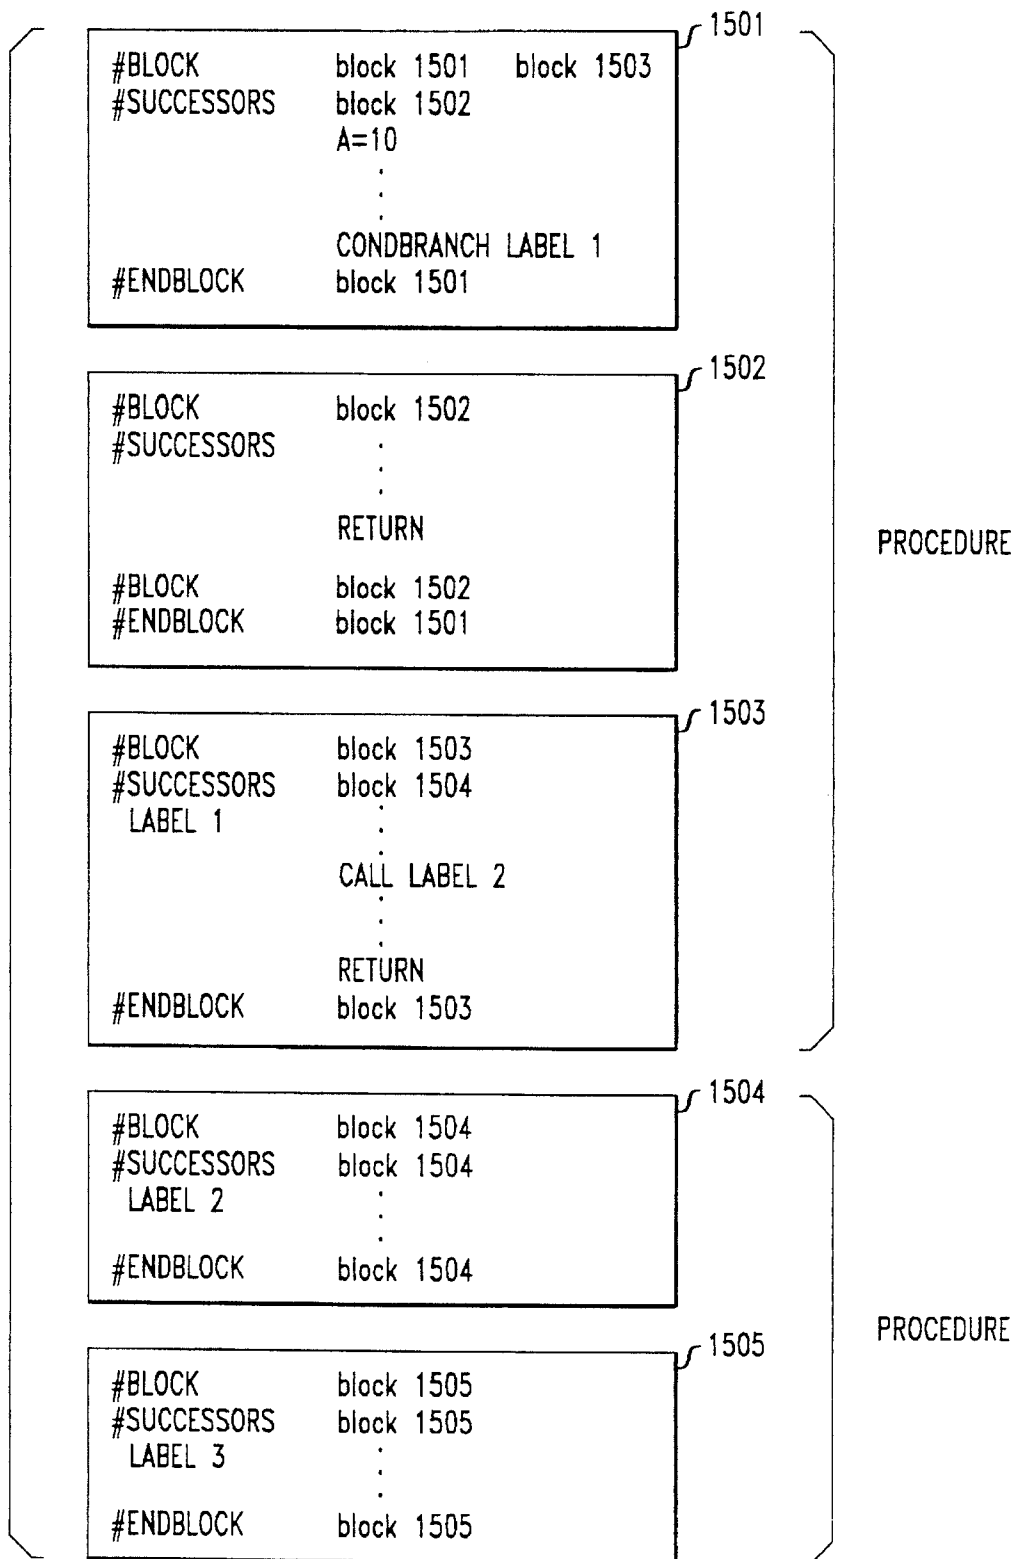 1501
#BLOCK block 1501 block 1503
#SUCCESSORS block 1502
A=10
CONDBRANCH LABEL 1
#ENDBLOCK block 1501
1502
#BLOCK block 1502
#SUCCESSORS
RETURN
#BLOCK block 1502
#ENDBLOCK block 1501
PROCEDURE
1503
#BLOCK block 1503
#SUCCESSORS block 1504
LABEL 1
CALL LABEL 2
RETURN
#ENDBLOCK block 1503
1504
#BLOCK block 1504
#SUCCESSORS block 1504
LABEL 2
#ENDBLOCK block 1504
PROCEDURE
1505
#BLOCK block 1505
#SUCCESSORS block 1505
LABEL 3
#ENDBLOCK block 1505